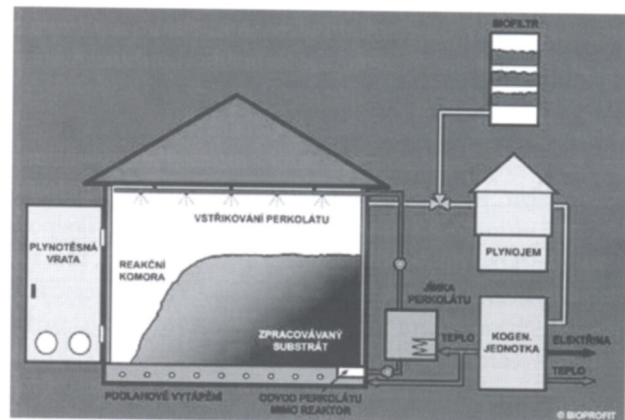 BIOFILTR
VSTŘIKOVÁNÍ PERKOLÁTU
PLYNOTĚSNÁ
VRATA
REAKČNÍ
KOMORA
PLYNOJEM
JÍMKA
PERKOLÁTU
ZPRACOVÁVANÝ
SUBSTRÁT
TEPLO
KOGEN.
JEDNOTKA
ELEKTŘINA
TEPLO
PODLAHOVÉ VYTÁPĚNÍ
ODVOD PERKOLÁTU
MIMO REAKTOR
© BIOPROFIT